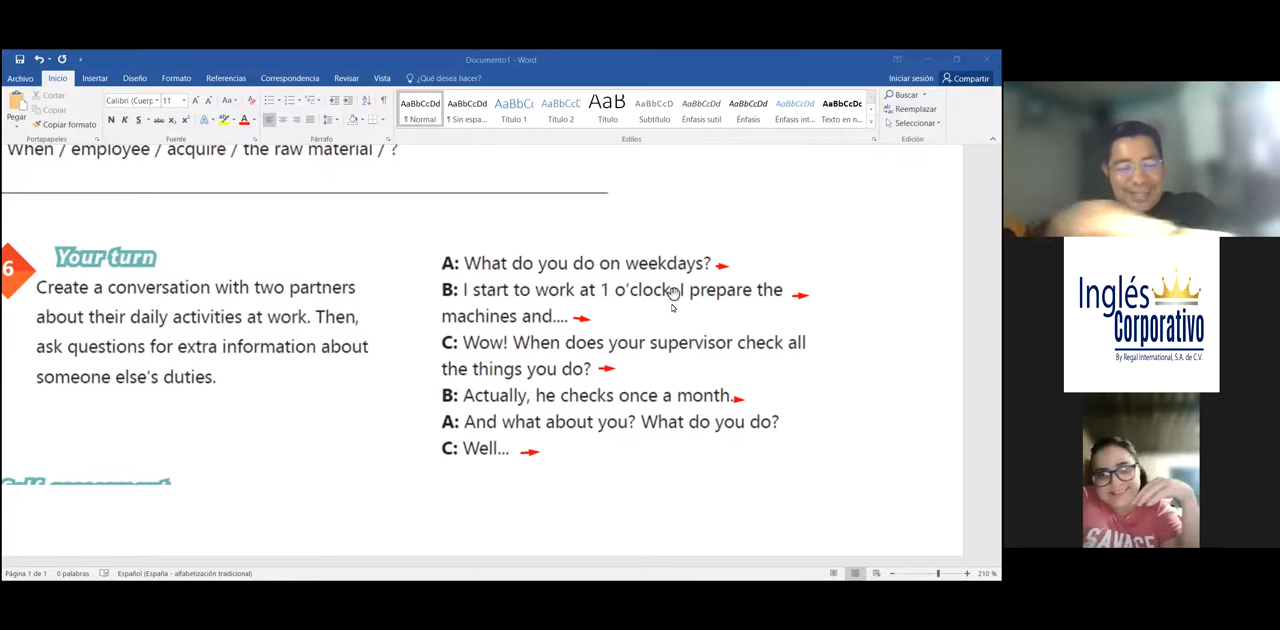 Documento1 - Word
Archivo Inicio Insertar Diseño Formato Referencias Correspondencia Revisar Vista ¿Qué desea hacer? Iniciar sesión Compartir
Cortar
Copiar
Copiar formato
Pegar
Portapapeles
Calibri (Cuerp 11
Fuente
Párrafo
AaBbCcDd AaBbCcDd AaBbC AaBbCcE AaB AaBbCcD AaBbCcDd AaBbCcDd AaBbCcDd AaBbCcDc
¶ Normal ¶ Sin espa... Título 1 Título 2 Título Subtítulo Énfasis sutil Énfasis Énfasis int... Texto en n...
Estilos
Buscar
Reemplazar
Seleccionar
Edición
When / employee / acquire / the raw material / ?
6
Your turn
Create a conversation with two partners
about their daily activities at work. Then,
ask questions for extra information about
someone else's duties.
A: What do you do on weekdays?
B: I start to work at 1 o'clock I prepare the
machines and....
C: Wow! When does your supervisor check all
the things you do?
B: Actually, he checks once a month.
A: And what about you? What do you do?
C: Well...
Self-assessment
Página 1 de 1 0 palabras Español (España - alfabetización tradicional) 210 %
Inglés
Corporativo
By Regal International, S.A. de C.V.
SAVAGE